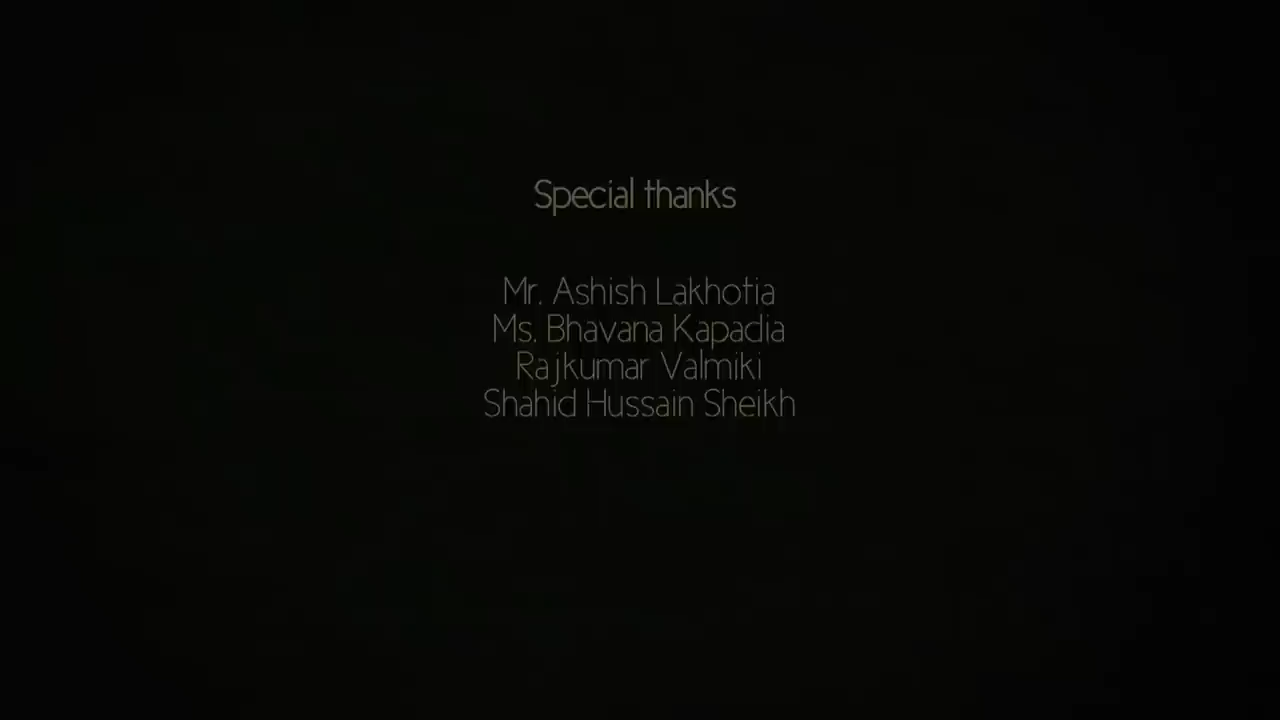 Special thanks
Mr. Ashish Lakhotia
Ms. Bhavana Kapadia
Rajkumar Valmiki
Shahid Hussain Sheikh